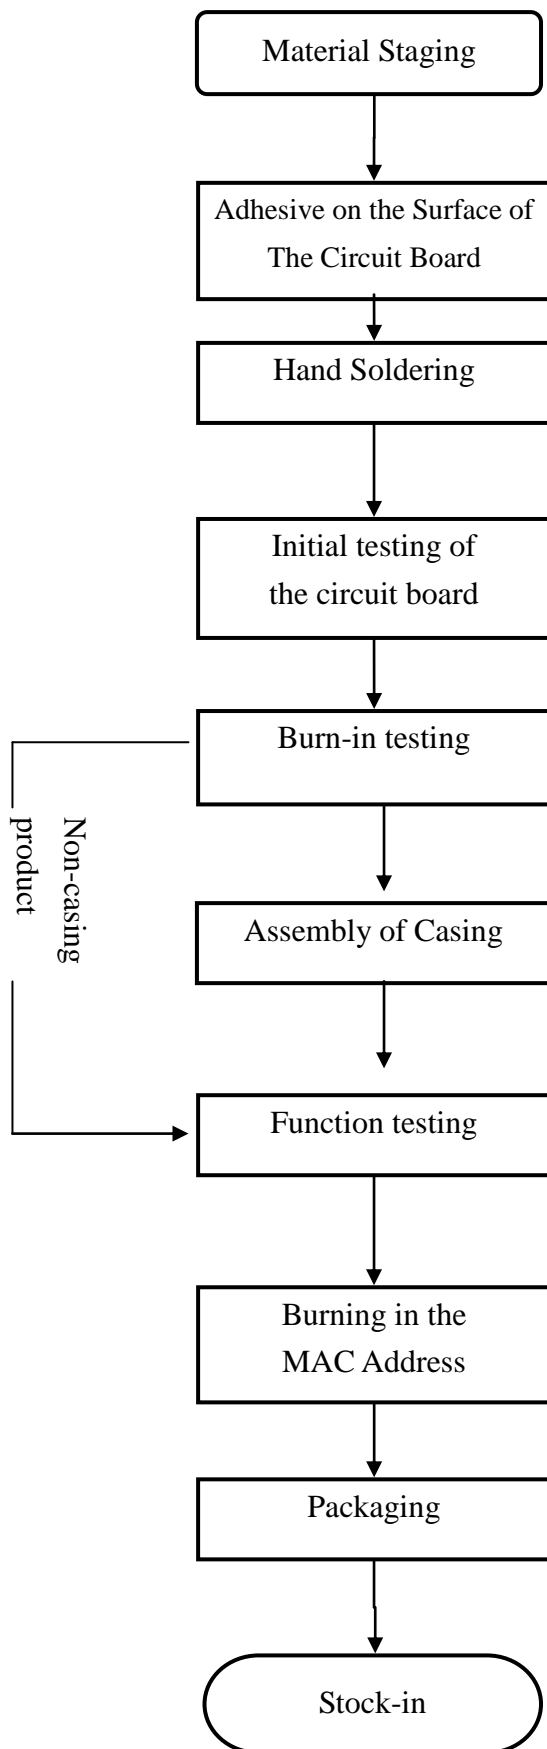 Material Staging
Adhesive on the Surface of
The Circuit Board
Hand Soldering
Initial testing of
the circuit board
Burn-in testing
Non-casing
product
Assembly of Casing
Function testing
Burning in the
MAC Address
Packaging
Stock-in